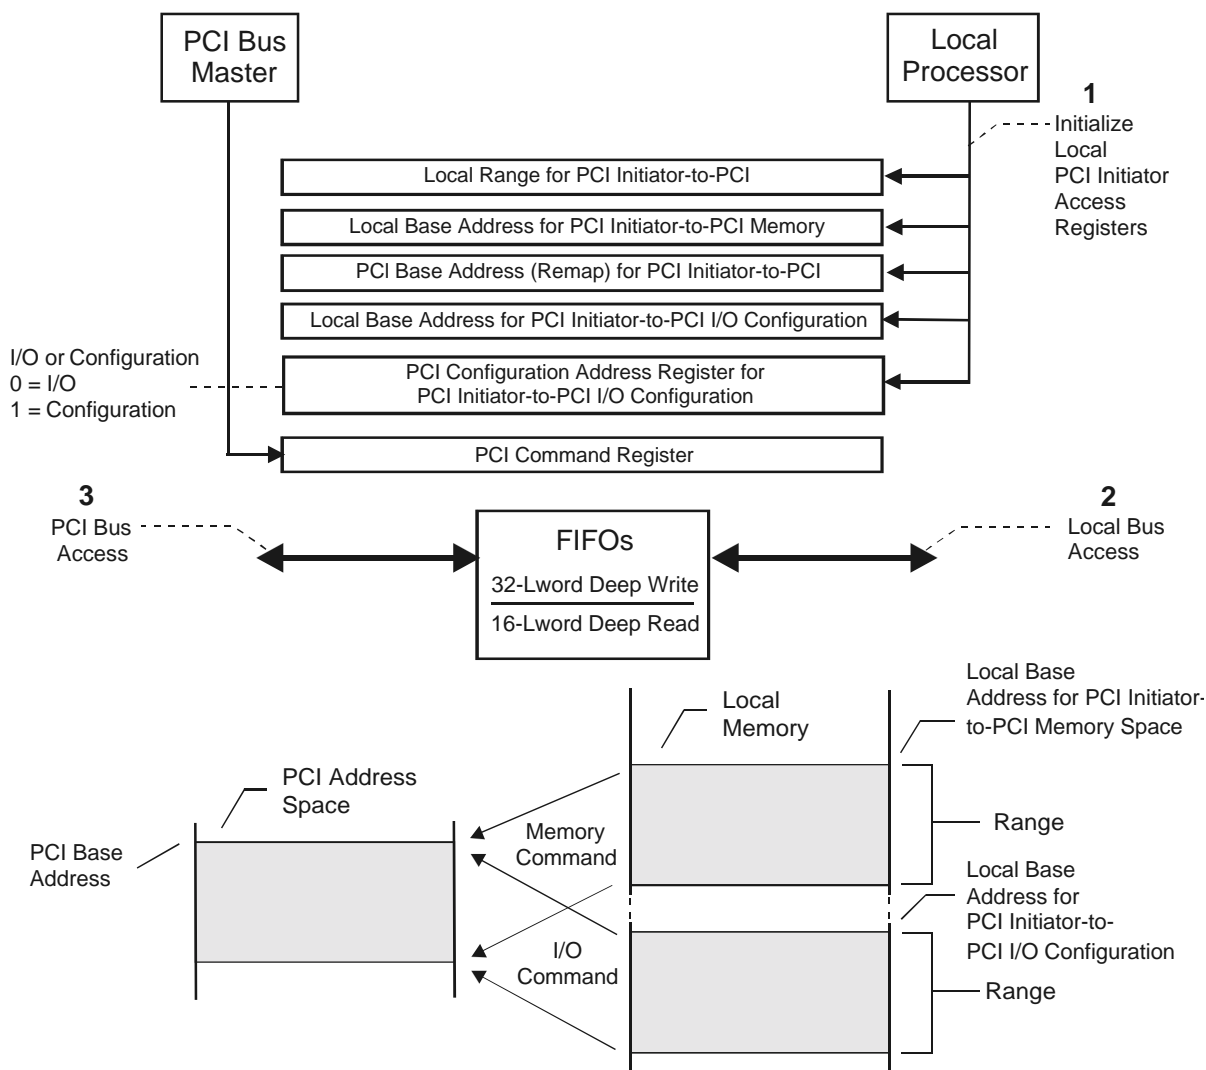 PCI Bus
Master
Local
Processor
1
Initialize
Local
PCI Initiator
Access
Registers
Local Range for PCI Initiator-to-PCI
Local Base Address for PCI Initiator-to-PCI Memory
PCI Base Address (Remap) for PCI Initiator-to-PCI
Local Base Address for PCI Initiator-to-PCI I/O Configuration
I/O or Configuration
0 = I/O
1 = Configuration
PCI Configuration Address Register for
PCI Initiator-to-PCI I/O Configuration
PCI Command Register
3
PCI Bus
Access
FIFOs
32-Lword Deep Write
16-Lword Deep Read
2
Local Bus
Access
Local Base
Address for PCI Initiator-
to-PCI Memory Space
Local
Memory
PCI Address
Space
PCI Base
Address
Memory
Command
Range
Local Base
Address for
PCI Initiator-to-
PCI I/O Configuration
I/O
Command
Range